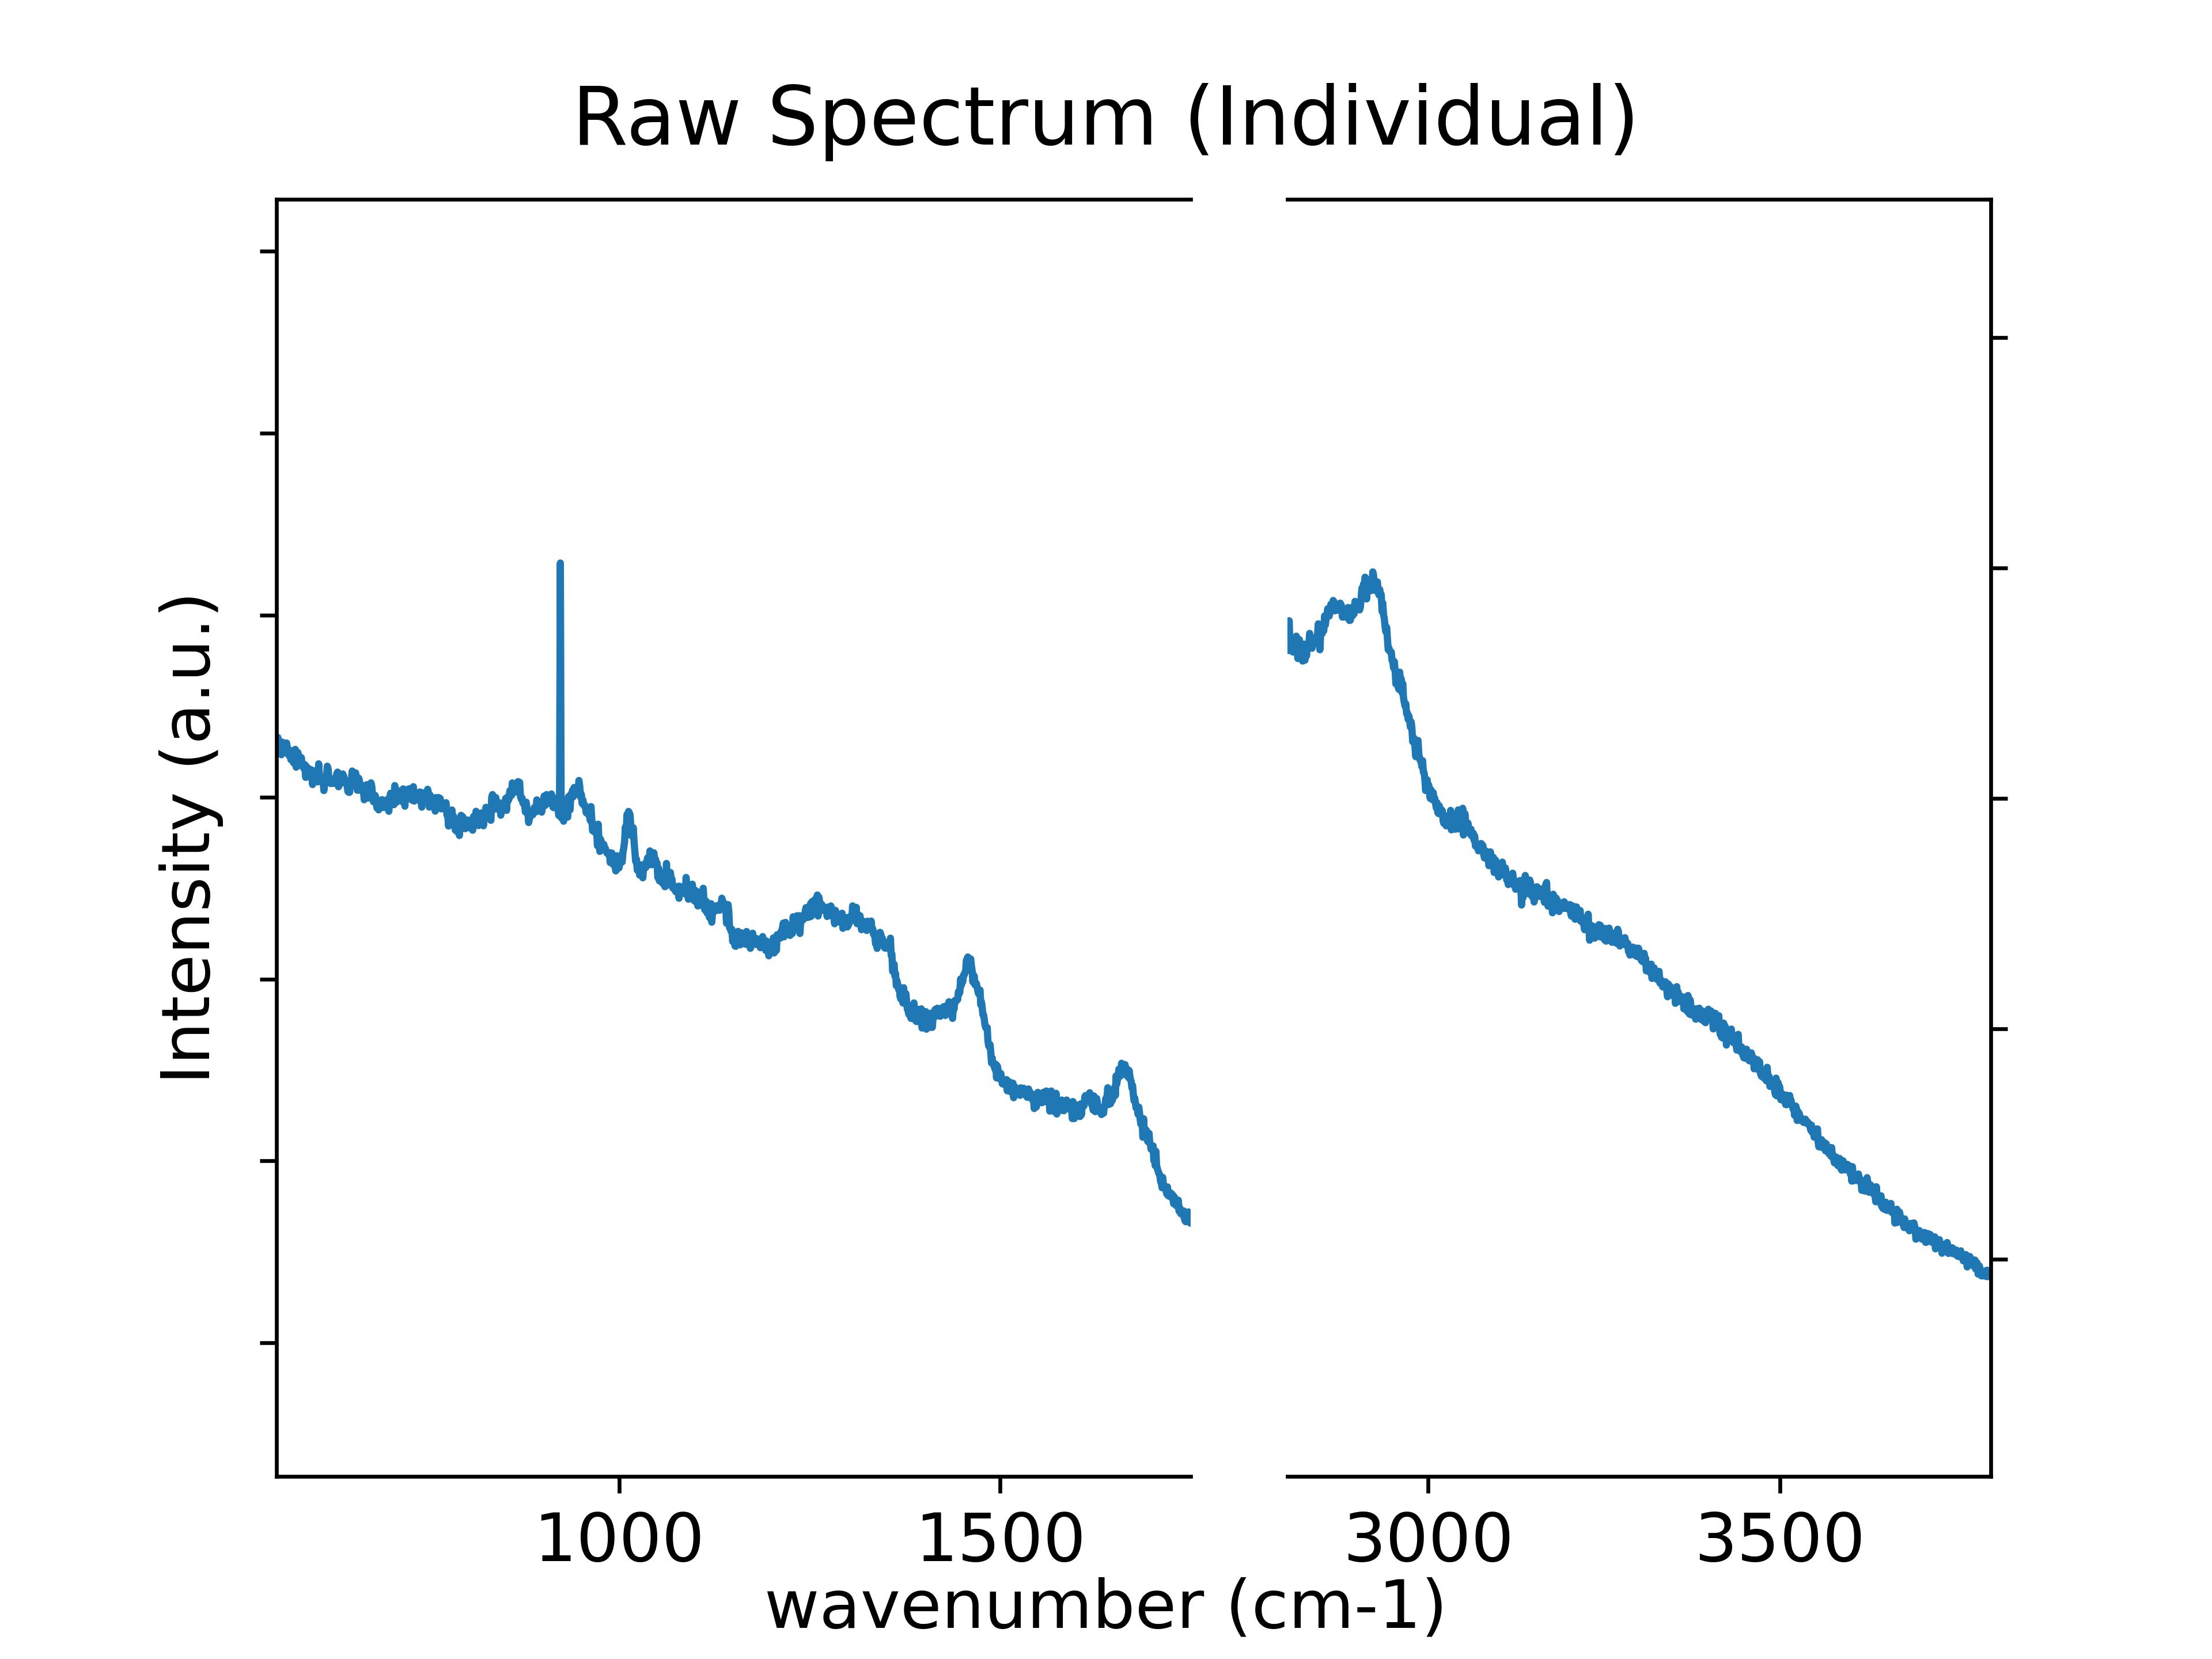 Raw Spectrum (Individual)
Intensity (a.u.)
1000 1500 3000 3500
wavenumber (cm-1)